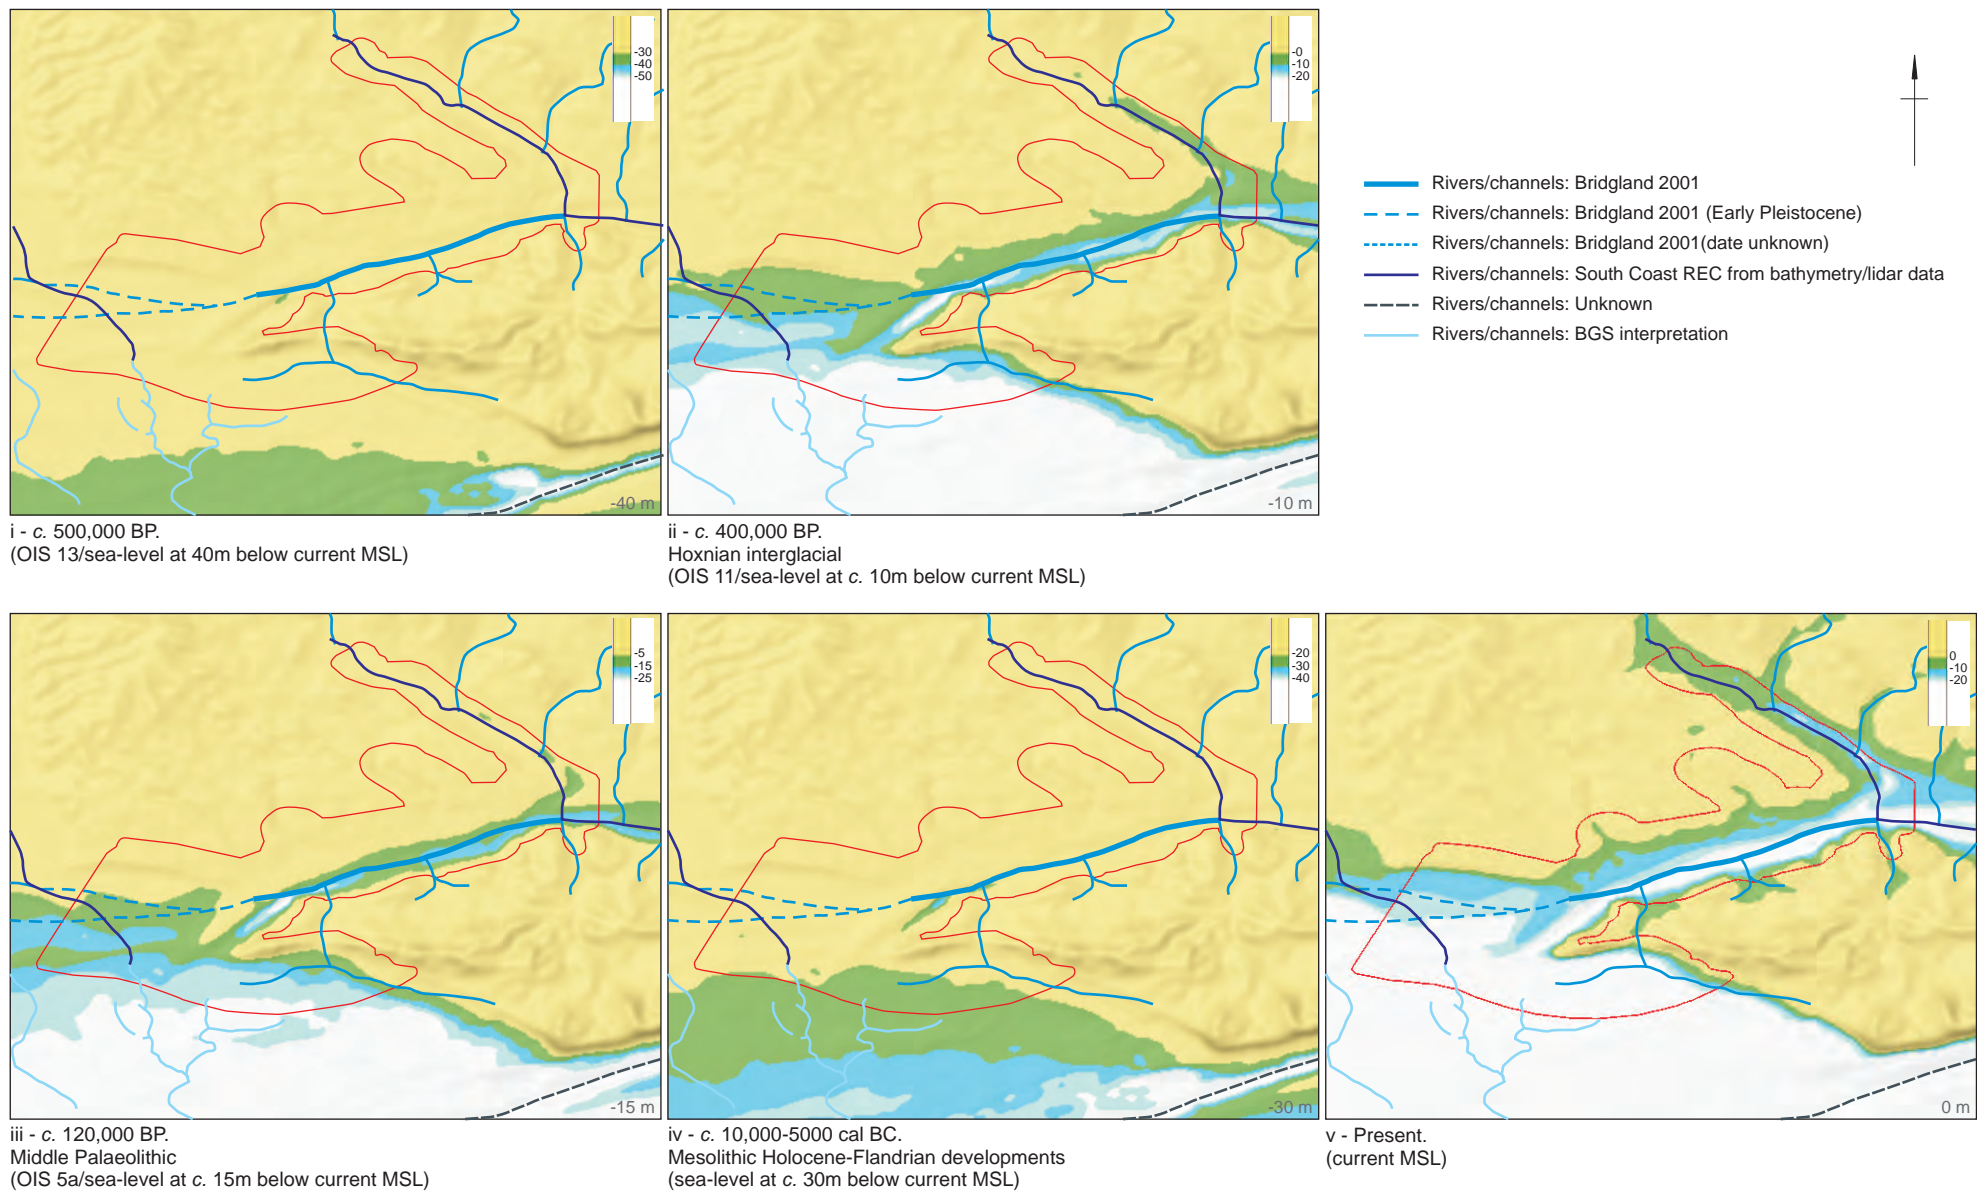 -30
-40
-50
-40 m
i - c. 500,000 BP.
(OIS 13/sea-level at 40m below current MSL)
-0
-10
-20
-10 m
ii - c. 400,000 BP.
Hoxnian interglacial
(OIS 11/sea-level at c. 10m below current MSL)
Rivers/channels: Bridgland 2001
Rivers/channels: Bridgland 2001 (Early Pleistocene)
Rivers/channels: Bridgland 2001(date unknown)
Rivers/channels: South Coast REC from bathymetry/lidar data
Rivers/channels: Unknown
Rivers/channels: BGS interpretation
-5
-15
-25
-15 m
iii - c. 120,000 BP.
Middle Palaeolithic
(OIS 5a/sea-level at c. 15m below current MSL)
-20
-30
-40
-30 m
iv - c. 10,000-5000 cal BC.
Mesolithic Holocene-Flandrian developments
(sea-level at c. 30m below current MSL)
0
-10
-20
0 m
v - Present.
(current MSL)